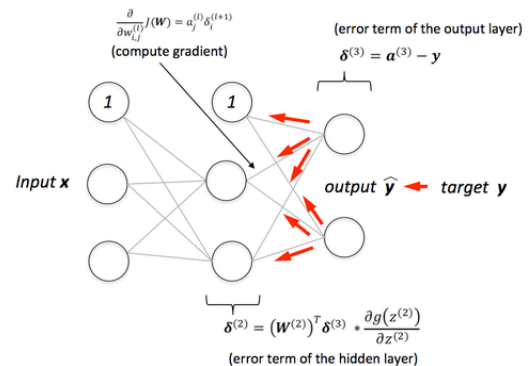 ∂/∂w_{i,j}^{(l)} J(W) = a_j^{(l)} δ_i^{(l+1)}
(compute gradient)
(error term of the output layer)
δ^{(3)} = a^{(3)} − y
1
1
Input x
output ŷ
target y
δ^{(2)} = (W^{(2)})^T δ^{(3)} * ∂g(z^{(2)})/∂z^{(2)}
(error term of the hidden layer)